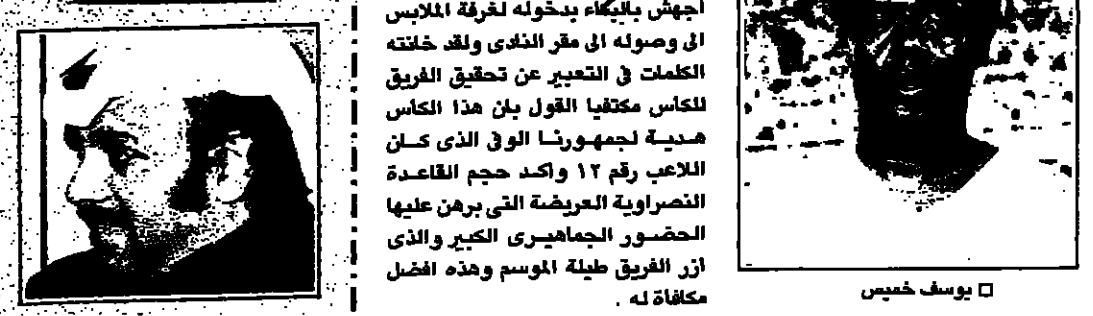 أجهش بالبكاء بدخوله لغرفة الملابس
الى وصوله الى مقر النادى ولقد خانته
الكلمات في التعبير عن تحقيق الفريق
للكاس مكتفيا القول بان هذا الكاس
هدية لجمهورنا الوفى الذى كان
اللاعب رقم ١٢ واكد حجم القاعدة
النصراوية العريضة التى برهن عليها
الحضور الجماهيرى الكبير والذى
ازر الفريق طيلة الموسم وهذه افضل
مكافاة له .
□ يوسف خميس